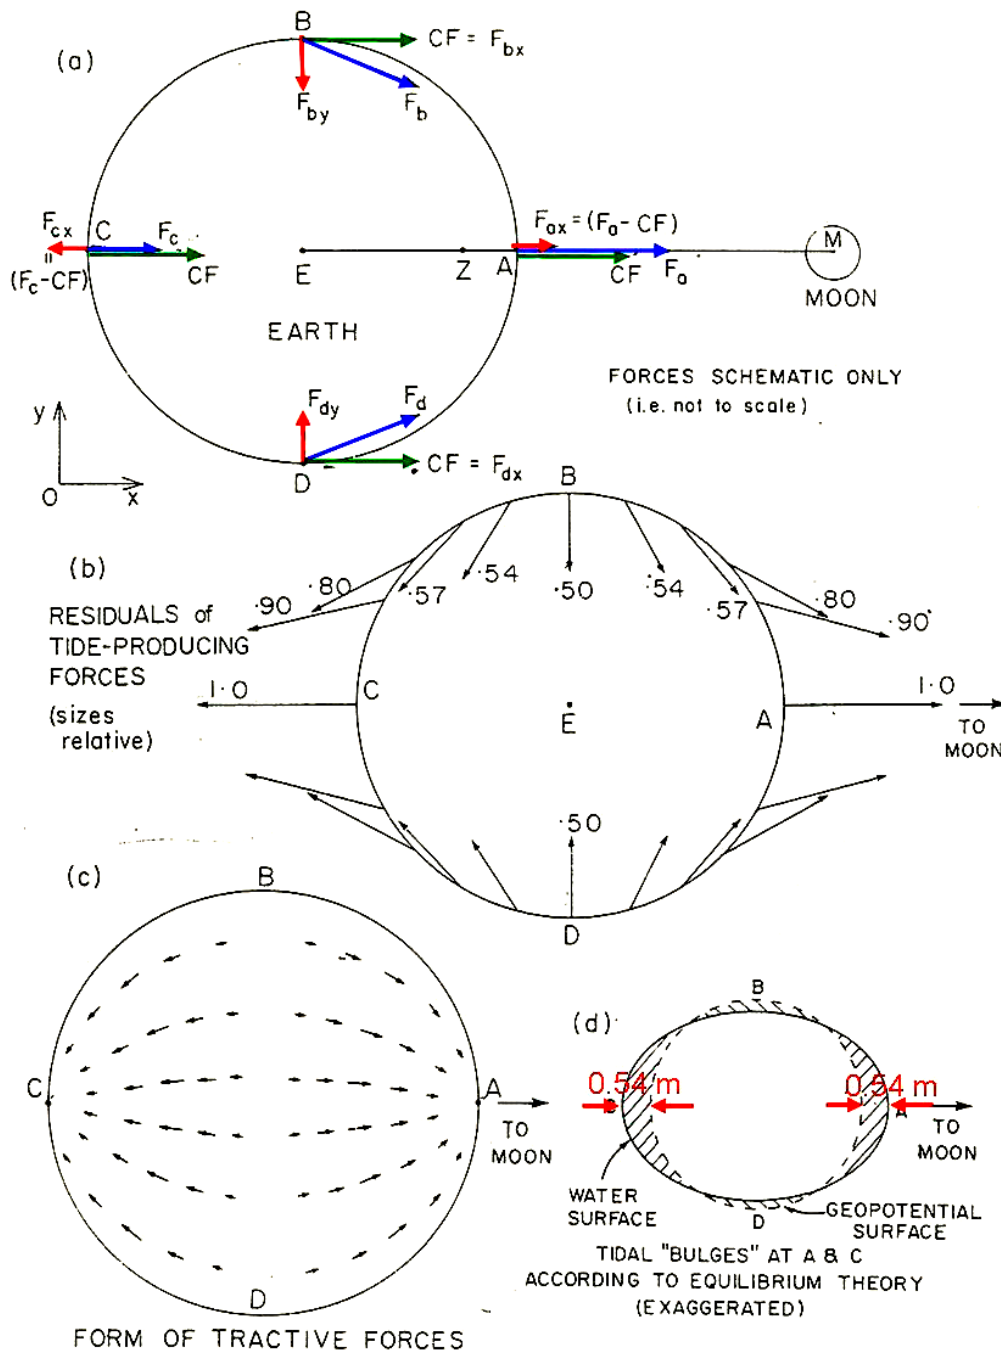 (a)
B
CF = Fbx
Fby
Fb
Fcx
C
Fc
Fax = (Fa - CF)
M
=
(Fc - CF)
CF
E
Z
A
CF
Fa
MOON
EARTH
FORCES SCHEMATIC ONLY
(i.e. not to scale)
Fdy
Fd
y
O
x
D
CF = Fdx
B
(b)
RESIDUALS of
TIDE-PRODUCING
FORCES
(sizes
relative)
.90
.80
.57
.54
.50
.54
.57
.80
.90
1.0
C
E
A
1.0
TO
MOON
.50
D
(c)
B
C
A
TO
MOON
D
FORM OF TRACTIVE FORCES
(d)
B
0.54 m
0.54 m
A
TO
MOON
WATER
SURFACE
D
GEOPOTENTIAL
SURFACE
TIDAL "BULGES" AT A & C
ACCORDING TO EQUILIBRIUM THEORY
(EXAGGERATED)